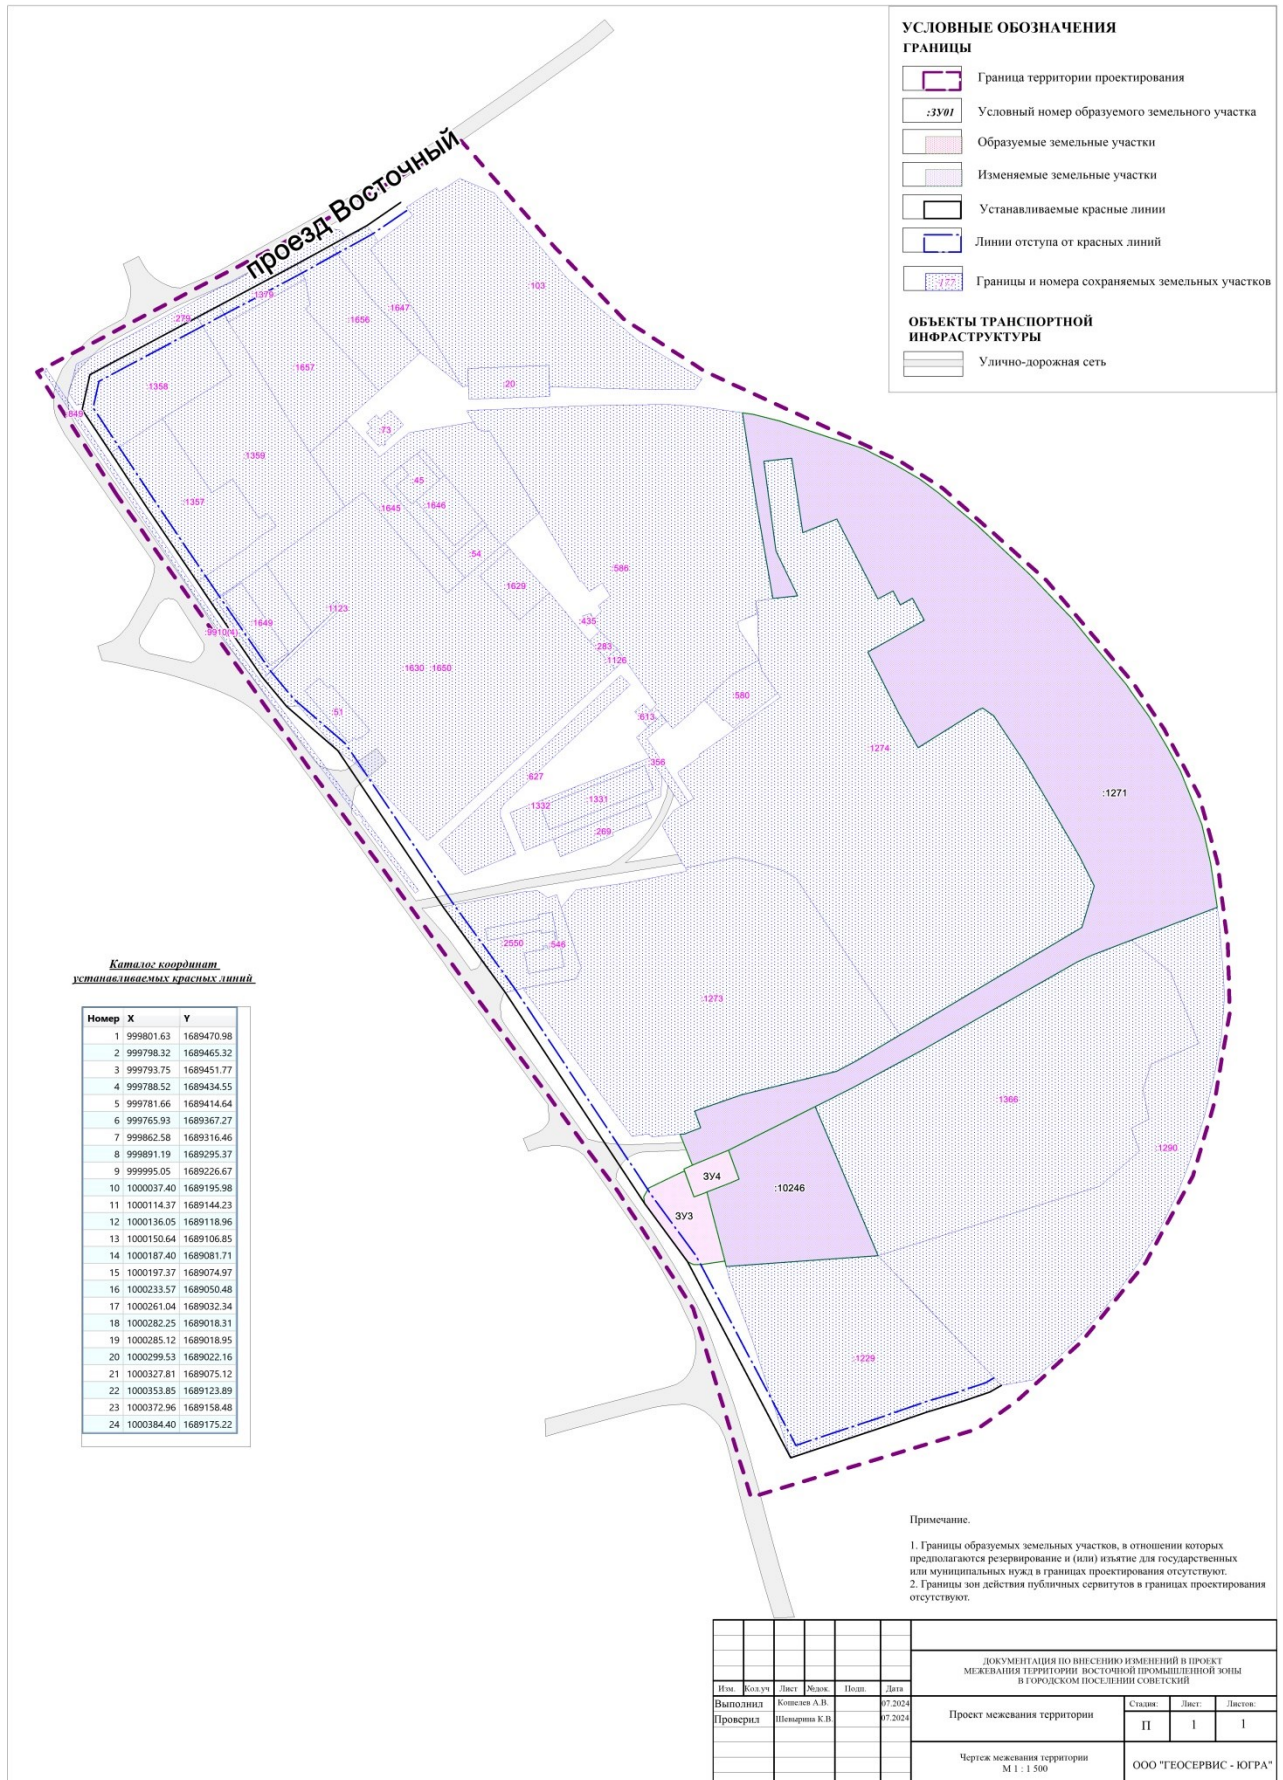 УСЛОВНЫЕ ОБОЗНАЧЕНИЯ
ГРАНИЦЫ
Граница территории проектирования
:ЗУ01 Условный номер образуемого земельного участка
Образуемые земельные участки
Изменяемые земельные участки
Устанавливаемые красные линии
Линии отступа от красных линий
:177 Границы и номера сохраняемых земельных участков
ОБЪЕКТЫ ТРАНСПОРТНОЙ
ИНФРАСТРУКТУРЫ
Улично-дорожная сеть
проезд Восточный
:103
:1379
:279
:1647
:1656
:1657
:1358
:20
:849
:73
:1359
:45
:1357
:1645
:1646
:54
:586
:1629
:1123
:435
:1649
:9910(4)
:283
:1126
:1630
:1650
:580
:51
:613
:1274
:356
:627
:1271
:1331
:1332
:269
:2550
:546
:1273
:1366
:1290
ЗУ4
:10246
ЗУ3
:1229
Каталог координат
устанавливаемых красных линий
Номер X Y
1 999801.63 1689470.98
2 999798.32 1689465.32
3 999793.75 1689451.77
4 999788.52 1689434.55
5 999781.66 1689414.64
6 999765.93 1689367.27
7 999862.58 1689316.46
8 999891.19 1689295.37
9 999995.05 1689226.67
10 1000037.40 1689195.98
11 1000114.37 1689144.23
12 1000136.05 1689118.96
13 1000150.64 1689106.85
14 1000187.40 1689081.71
15 1000197.37 1689074.97
16 1000233.57 1689050.48
17 1000261.04 1689032.34
18 1000282.25 1689018.31
19 1000285.12 1689018.95
20 1000299.53 1689022.16
21 1000327.81 1689075.12
22 1000353.85 1689123.89
23 1000372.96 1689158.48
24 1000384.40 1689175.22
Примечание.
1. Границы образуемых земельных участков, в отношении которых
предполагаются резервирование и (или) изъятие для государственных
или муниципальных нужд в границах проектирования отсутствуют.
2. Границы зон действия публичных сервитутов в границах проектирования
отсутствуют.
ДОКУМЕНТАЦИЯ ПО ВНЕСЕНИЮ ИЗМЕНЕНИЙ В ПРОЕКТ
МЕЖЕВАНИЯ ТЕРРИТОРИИ ВОСТОЧНОЙ ПРОМЫШЛЕННОЙ ЗОНЫ
В ГОРОДСКОМ ПОСЕЛЕНИИ СОВЕТСКИЙ
Изм. Кол.уч Лист №док. Подп. Дата
Выполнил Кошелев А.В. 07.2024
Проверил Шевырина К.В. 07.2024
Проект межевания территории
Стадия: Лист: Листов:
П 1 1
Чертеж межевания территории
М 1 : 1 500
ООО "ГЕОСЕРВИС - ЮГРА"